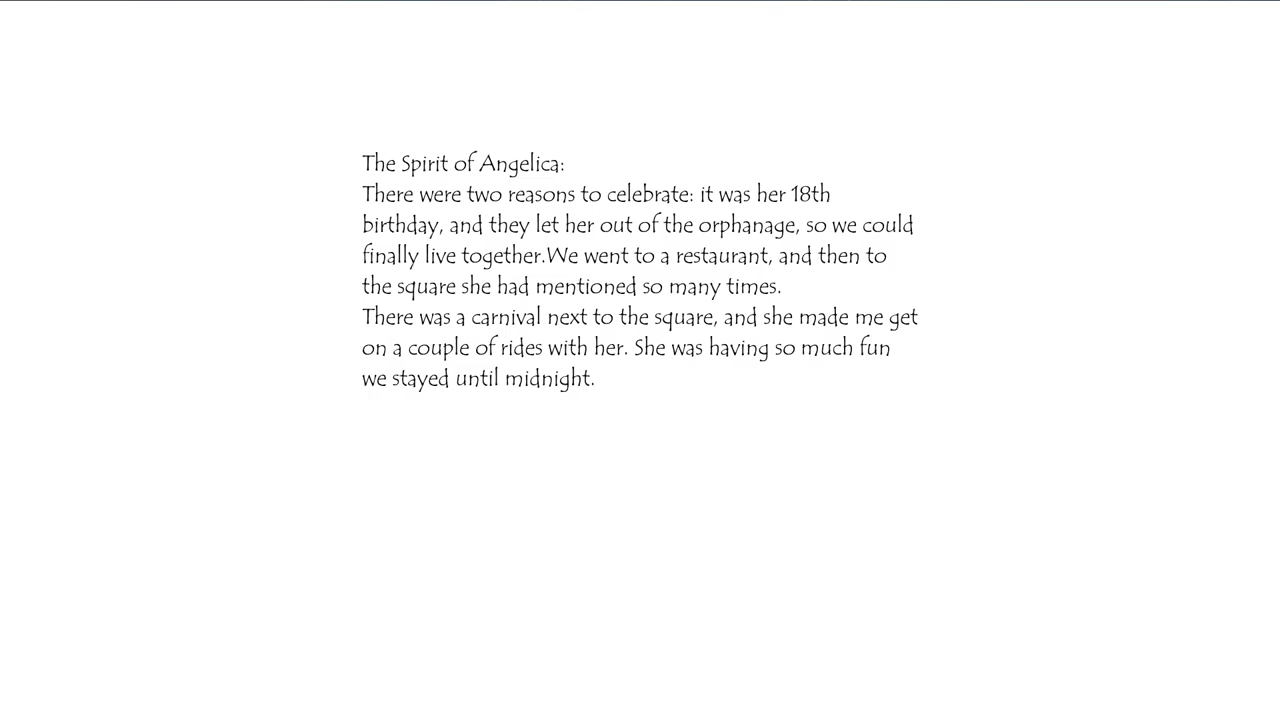 The Spirit of Angelica:
There were two reasons to celebrate: it was her 18th
birthday, and they let her out of the orphanage, so we could
finally live together.We went to a restaurant, and then to
the square she had mentioned so many times.
There was a carnival next to the square, and she made me get
on a couple of rides with her. She was having so much fun
we stayed until midnight.